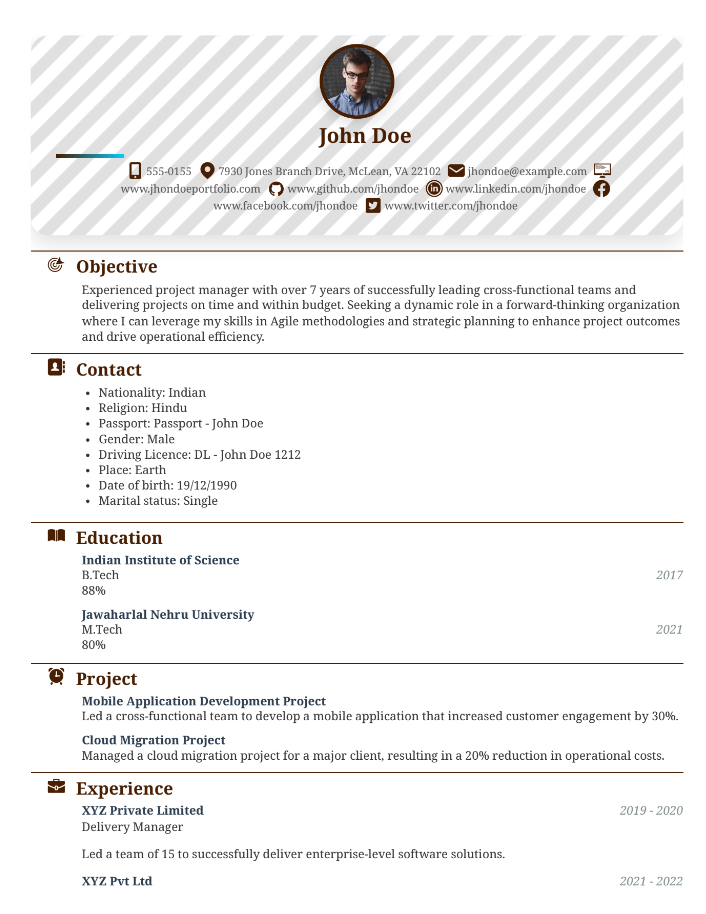 John Doe
555-0155 7930 Jones Branch Drive, McLean, VA 22102 jhondoe@example.com
www.jhondoeportfolio.com www.github.com/jhondoe www.linkedin.com/jhondoe
www.facebook.com/jhondoe www.twitter.com/jhondoe
Objective
Experienced project manager with over 7 years of successfully leading cross-functional teams and
delivering projects on time and within budget. Seeking a dynamic role in a forward-thinking organization
where I can leverage my skills in Agile methodologies and strategic planning to enhance project outcomes
and drive operational efficiency.
Contact
• Nationality: Indian
• Religion: Hindu
• Passport: Passport - John Doe
• Gender: Male
• Driving Licence: DL - John Doe 1212
• Place: Earth
• Date of birth: 19/12/1990
• Marital status: Single
Education
Indian Institute of Science
B.Tech 2017
88%
Jawaharlal Nehru University
M.Tech 2021
80%
Project
Mobile Application Development Project
Led a cross-functional team to develop a mobile application that increased customer engagement by 30%.
Cloud Migration Project
Managed a cloud migration project for a major client, resulting in a 20% reduction in operational costs.
Experience
XYZ Private Limited 2019 - 2020
Delivery Manager
Led a team of 15 to successfully deliver enterprise-level software solutions.
XYZ Pvt Ltd 2021 - 2022